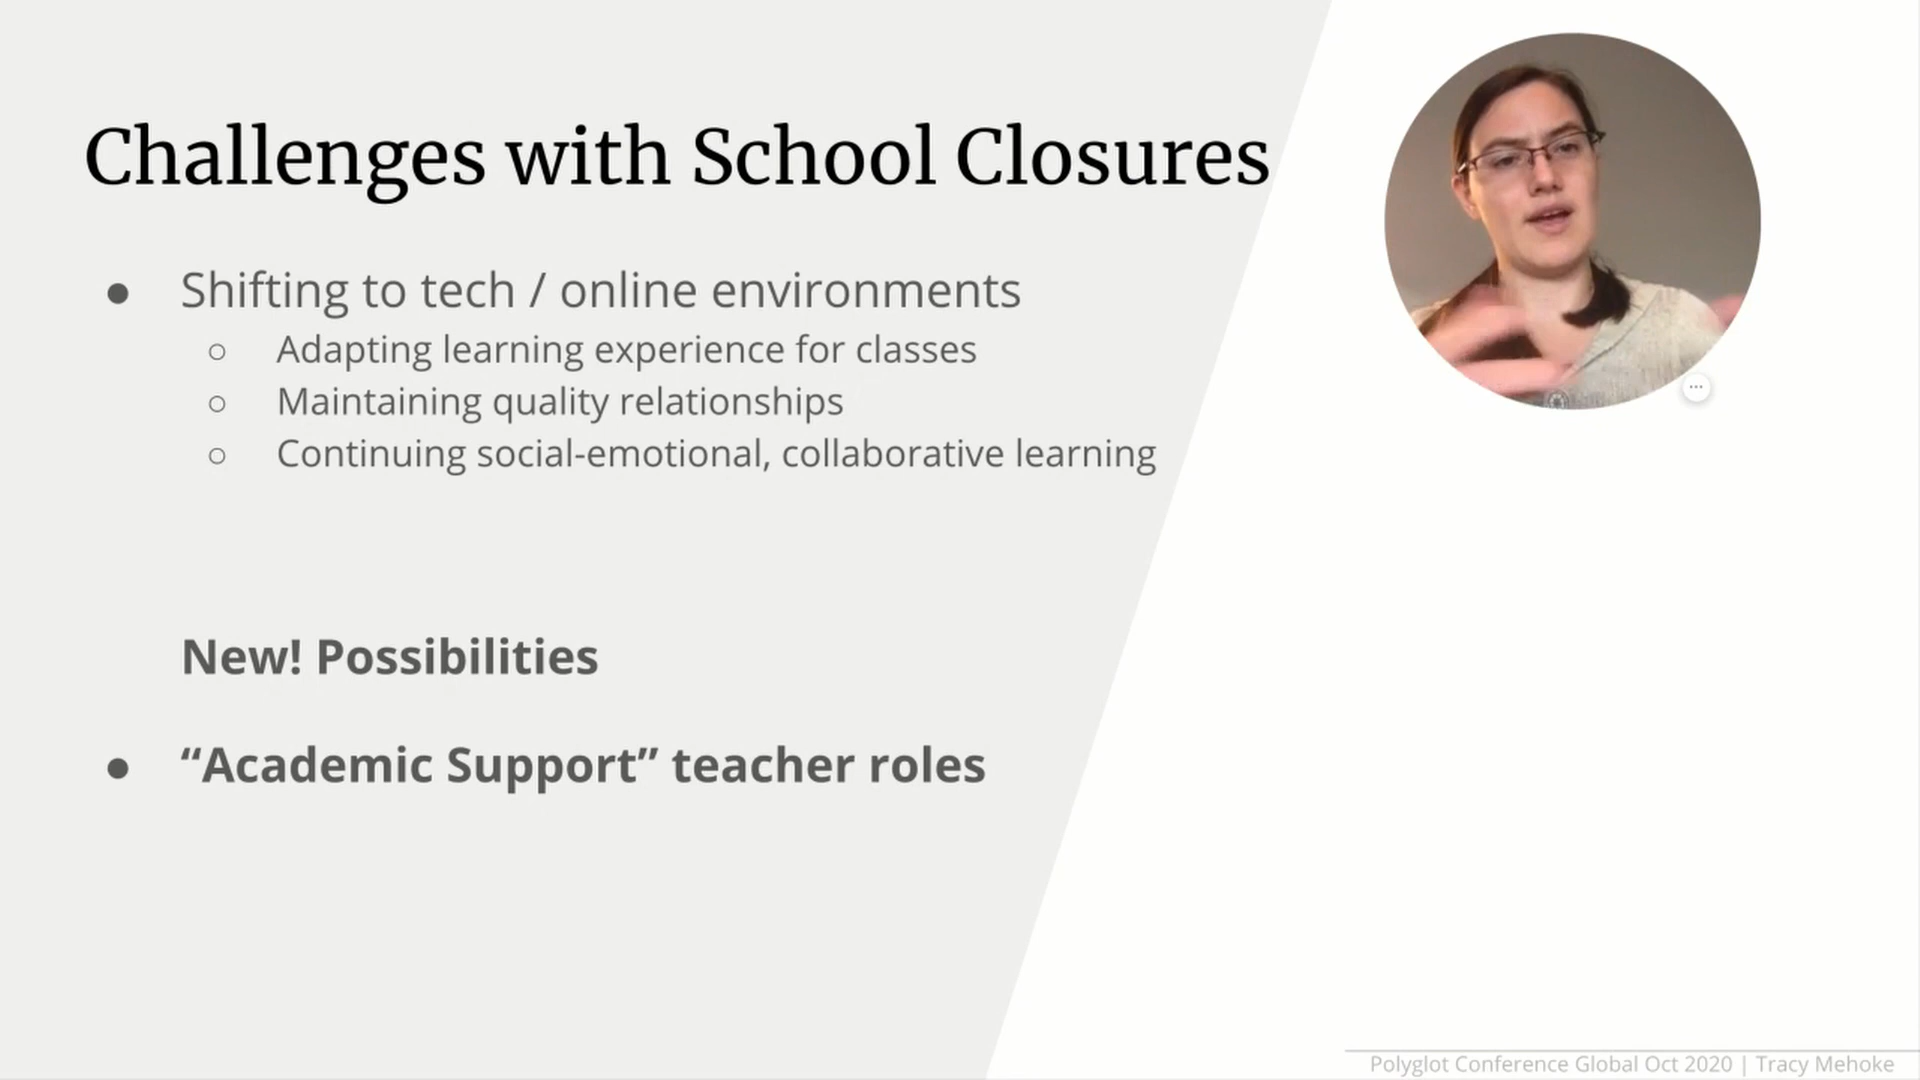 Challenges with School Closures
● Shifting to tech / online environments
○ Adapting learning experience for classes
○ Maintaining quality relationships
○ Continuing social-emotional, collaborative learning
New! Possibilities
● “Academic Support” teacher roles
Polyglot Conference Global Oct 2020 | Tracy Mehoke